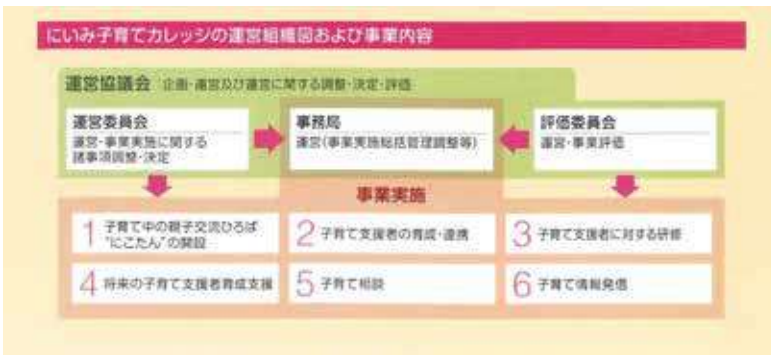 にいみ子育てカレッジの運営組織図および事業内容
運営協議会 企画・運営及び運営に関する調整・決定・評価
運営委員会
運営・事業実施に関する
諸事項調整・決定
事務局
運営(事業実施総括管理調整等)
評価委員会
運営・事業評価
事業実施
1 子育て中の親子交流ひろば
"にこたん"の開設
2 子育て支援者の育成・連携
3 子育て支援者に対する研修
4 将来の子育て支援者育成支援
5 子育て相談
6 子育て情報発信